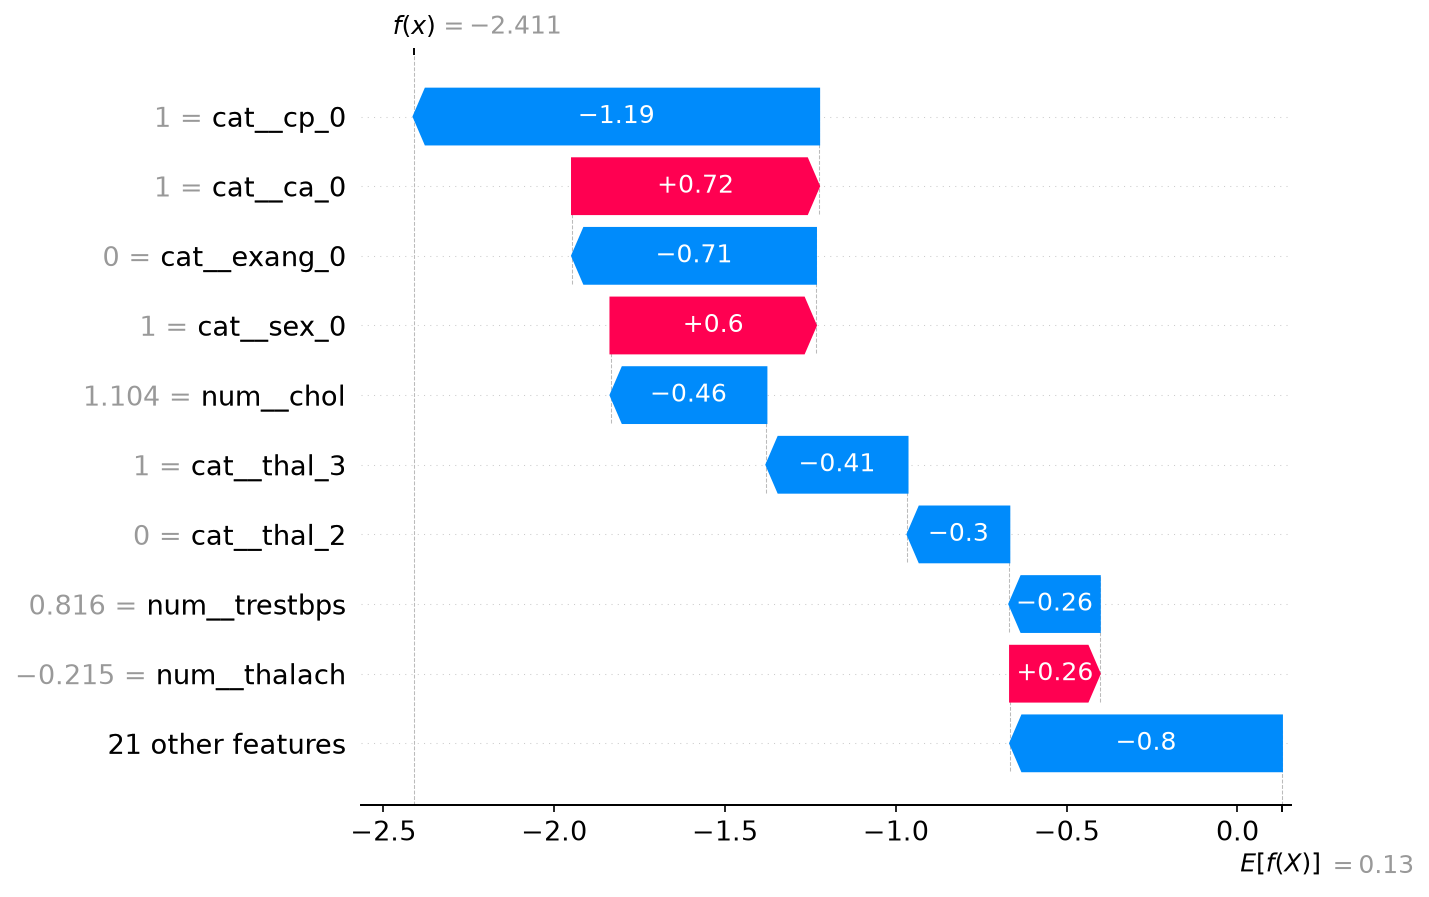 f(x) = −2.411
1 = cat__cp_0 −1.19
1 = cat__ca_0 +0.72
0 = cat__exang_0 −0.71
1 = cat__sex_0 +0.6
1.104 = num__chol −0.46
1 = cat__thal_3 −0.41
0 = cat__thal_2 −0.3
0.816 = num__trestbps −0.26
−0.215 = num__thalach +0.26
21 other features −0.8
−2.5 −2.0 −1.5 −1.0 −0.5 0.0
E[f(X)] = 0.13